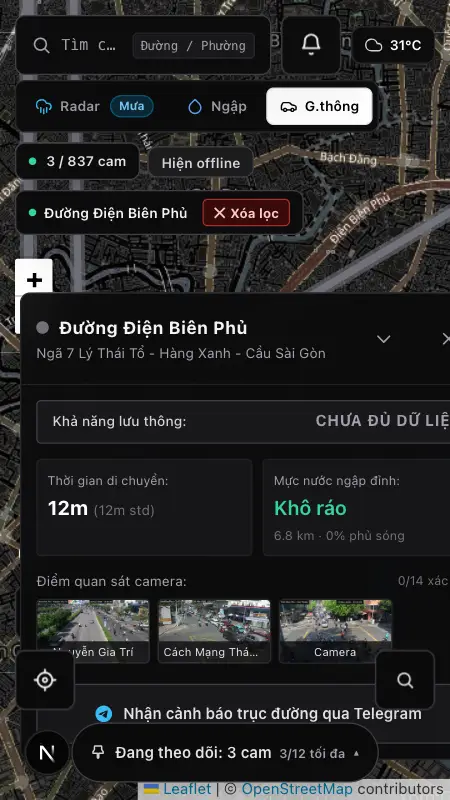 Tìm c…
Đường / Phường
31°C
Radar
Mưa
Ngập
G.thông
3 / 837 cam
Hiện offline
Bạch Đằng
Đường Điện Biên Phủ
Xóa lọc
Điện Biên Phủ
+
Đường Điện Biên Phủ
Ngã 7 Lý Thái Tổ - Hàng Xanh - Cầu Sài Gòn
Khả năng lưu thông:
CHƯA ĐỦ DỮ LIỆ
Thời gian di chuyển:
12m (12m std)
Mực nước ngập đỉnh:
Khô ráo
6.8 km · 0% phủ sóng
Điểm quan sát camera:
0/14 xác
Nguyễn Gia Trí
Cách Mạng Thá…
Camera
Nhận cảnh báo trục đường qua Telegram
N
Đang theo dõi: 3 cam
3/12 tối đa
Leaflet | © OpenStreetMap contributors